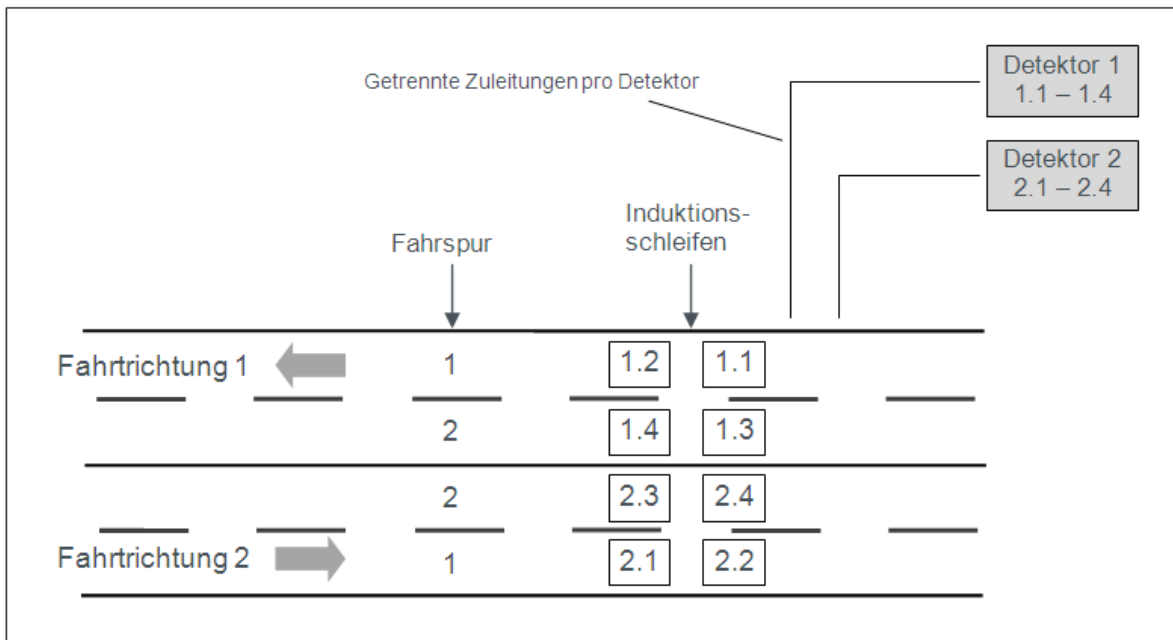 Detektor 1
1.1 – 1.4
Getrennte Zuleitungen pro Detektor
Detektor 2
2.1 – 2.4
Induktions-
schleifen
Fahrspur
Fahrtrichtung 1
1
1.2
1.1
2
1.4
1.3
2
2.3
2.4
Fahrtrichtung 2
1
2.1
2.2